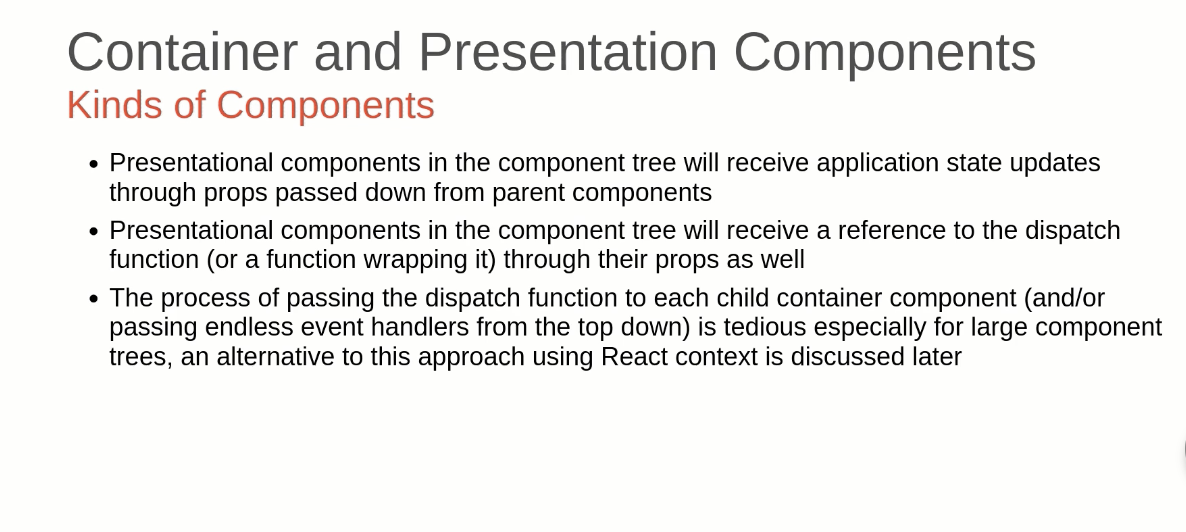 Container and Presentation Components
Kinds of Components
• Presentational components in the component tree will receive application state updates
through props passed down from parent components
• Presentational components in the component tree will receive a reference to the dispatch
function (or a function wrapping it) through their props as well
• The process of passing the dispatch function to each child container component (and/or
passing endless event handlers from the top down) is tedious especially for large component
trees, an alternative to this approach using React context is discussed later